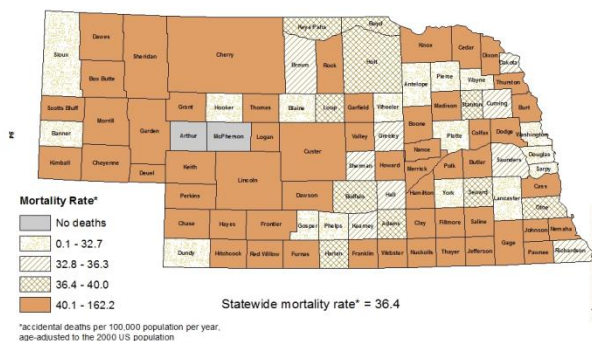 Sioux
Dawes
Sheridan
Cherry
Keya Paha
Boyd
Knox
Cedar
Dixon
Dakota
Box Butte
Brown
Rock
Holt
Antelope
Pierce
Wayne
Thurston
Scotts Bluff
Morrill
Garden
Grant
Hooker
Thomas
Blaine
Loup
Garfield
Wheeler
Madison
Stanton
Cuming
Burt
Banner
Arthur
McPherson
Logan
Custer
Valley
Greeley
Boone
Platte
Colfax
Dodge
Washington
Kimball
Cheyenne
Deuel
Keith
Lincoln
Sherman
Howard
Nance
Merrick
Polk
Butler
Saunders
Douglas
Sarpy
Perkins
Dawson
Buffalo
Hall
Hamilton
York
Seward
Lancaster
Cass
Otoe
Chase
Hayes
Frontier
Gosper
Phelps
Kearney
Adams
Clay
Fillmore
Saline
Gage
Johnson
Nemaha
Dundy
Hitchcock
Red Willow
Furnas
Harlan
Franklin
Webster
Nuckolls
Thayer
Jefferson
Pawnee
Richardson
Mortality Rate*
No deaths
0.1 - 32.7
32.8 - 36.3
36.4 - 40.0
40.1 - 162.2
Statewide mortality rate* = 36.4
*accidental deaths per 100,000 population per year,
age-adjusted to the 2000 US population